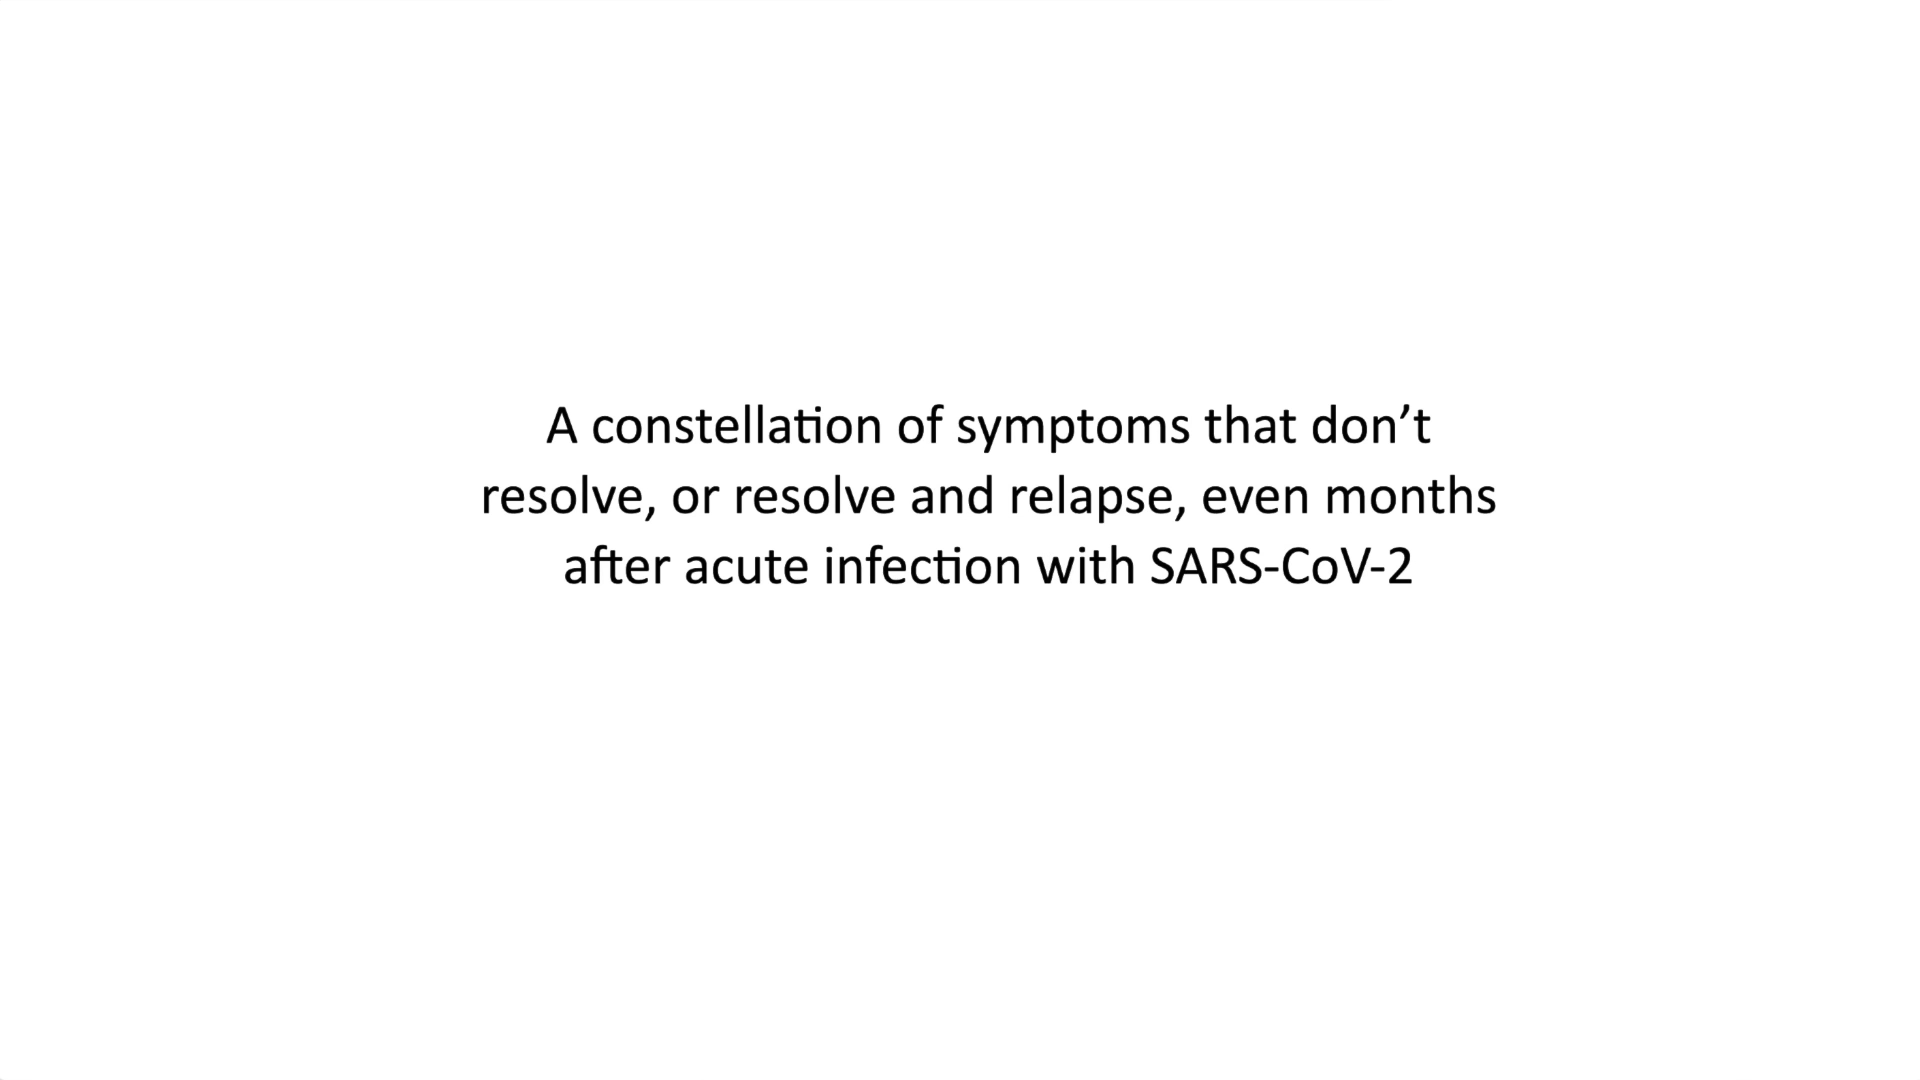 A constellation of symptoms that don’t
resolve, or resolve and relapse, even months
after acute infection with SARS-CoV-2